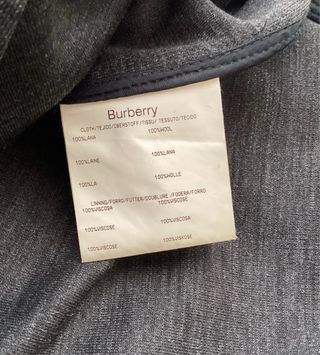 Burberry
CLOTH/TEJIDO/OBERSTOFF/TISSU/ TESSUTO/TECIDO
100%LANA 100%WOOL
100%LAINE 100%LANA
100%LA 100%WOLLE
LINNING/FORRO/FUTTER/DOUBLURE /FODERA/FORRO
100%VISCOSA 100%VISCOSE
100%VISCOSE 100%VISCOSA
100%VISCOSE 100%VISKOSE